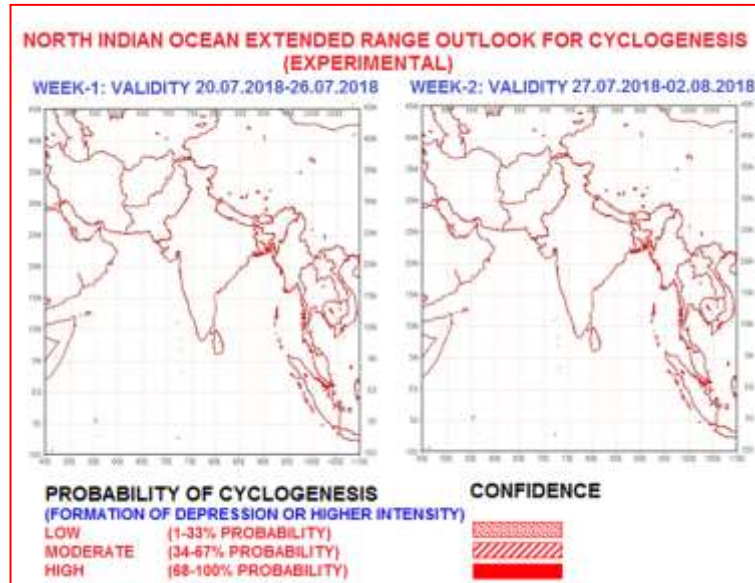 NORTH INDIAN OCEAN EXTENDED RANGE OUTLOOK FOR CYCLOGENESIS
(EXPERIMENTAL)
WEEK-1: VALIDITY 20.07.2018-26.07.2018
WEEK-2: VALIDITY 27.07.2018-02.08.2018
PROBABILITY OF CYCLOGENESIS
CONFIDENCE
(FORMATION OF DEPRESSION OR HIGHER INTENSITY)
LOW (1-33% PROBABILITY)
MODERATE (34-67% PROBABILITY)
HIGH (68-100% PROBABILITY)